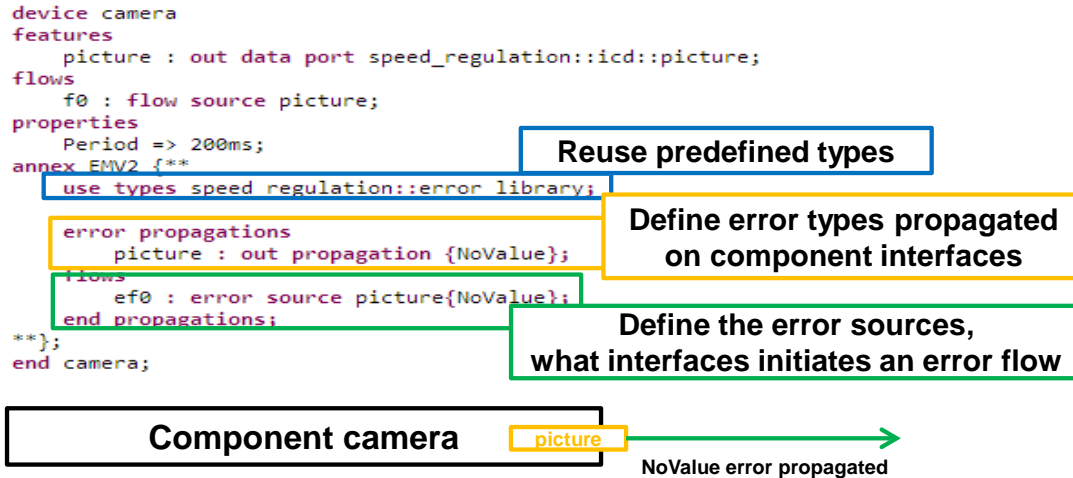 device camera
features
    picture : out data port speed_regulation::icd::picture;
flows
    f0 : flow source picture;
properties
    Period => 200ms;
annex EMV2 {**
    use types speed_regulation::error_library;
Reuse predefined types
    error propagations
        picture : out propagation {NoValue};
Define error types propagated
on component interfaces
    flows
        ef0 : error source picture{NoValue};
    end propagations;
**};
end camera;
Define the error sources,
what interfaces initiates an error flow
Component camera
picture
NoValue error propagated